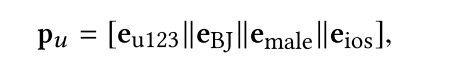 p_u = [e_u123 || e_BJ || e_male || e_ios],